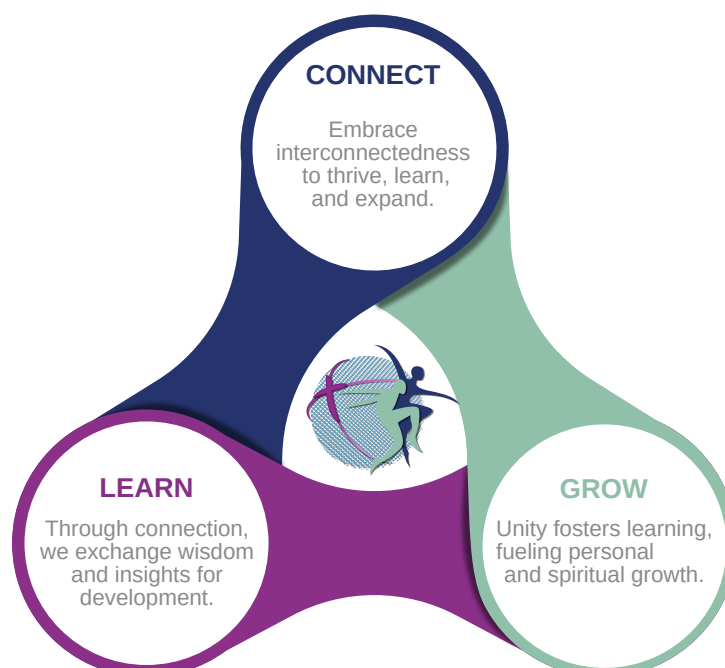 CONNECT
Embrace
interconnectedness
to thrive, learn,
and expand.
LEARN
Through connection,
we exchange wisdom
and insights for
development.
GROW
Unity fosters learning,
fueling personal
and spiritual growth.